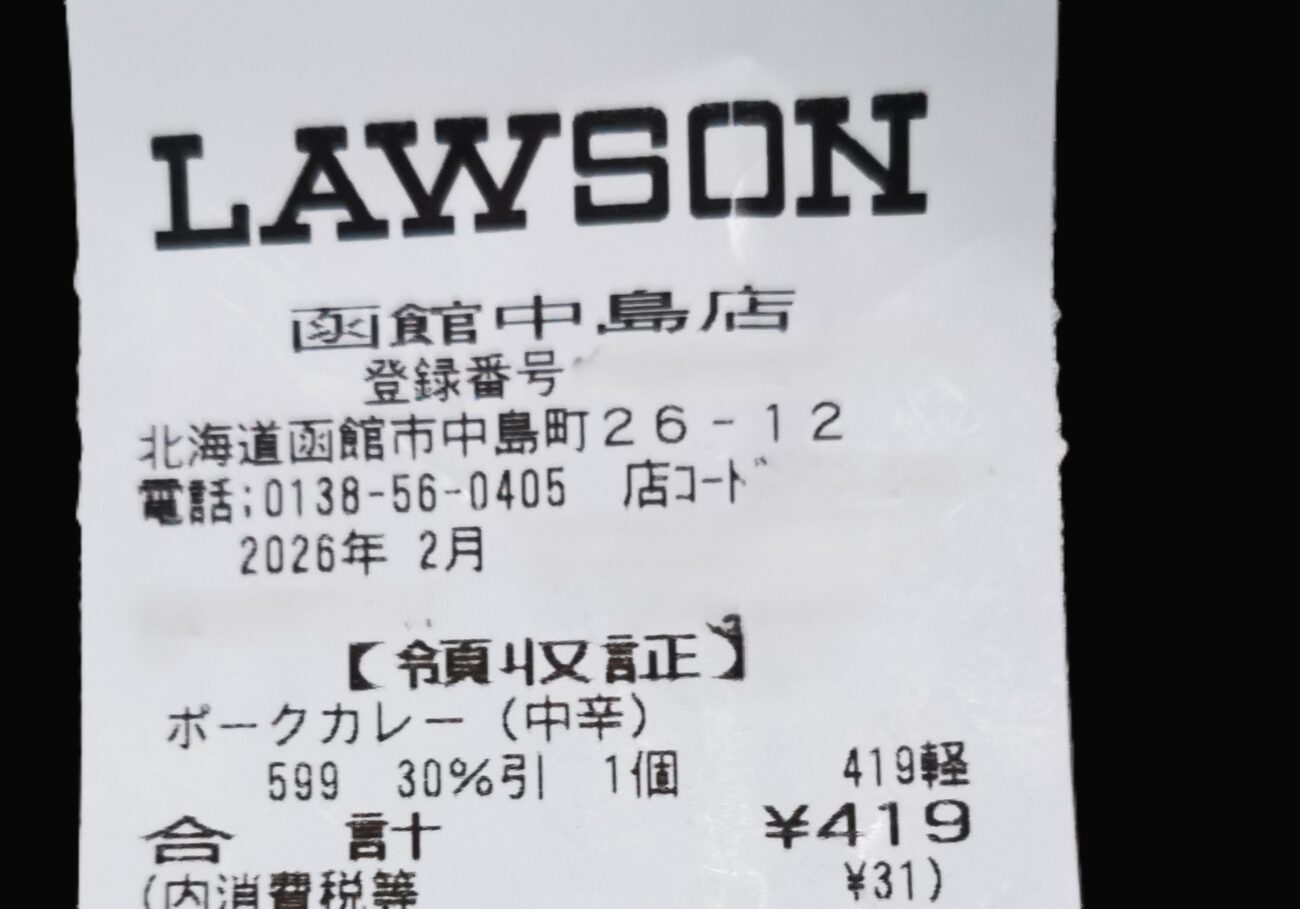 LAWSON
函館中島店
登録番号
北海道函館市中島町26-12
電話:0138-56-0405 店コード
2026年 2月
【領収証】
ポークカレー(中辛)
599 30%引 1個 419軽
合 計 ¥419
(内消費税等 ¥31)